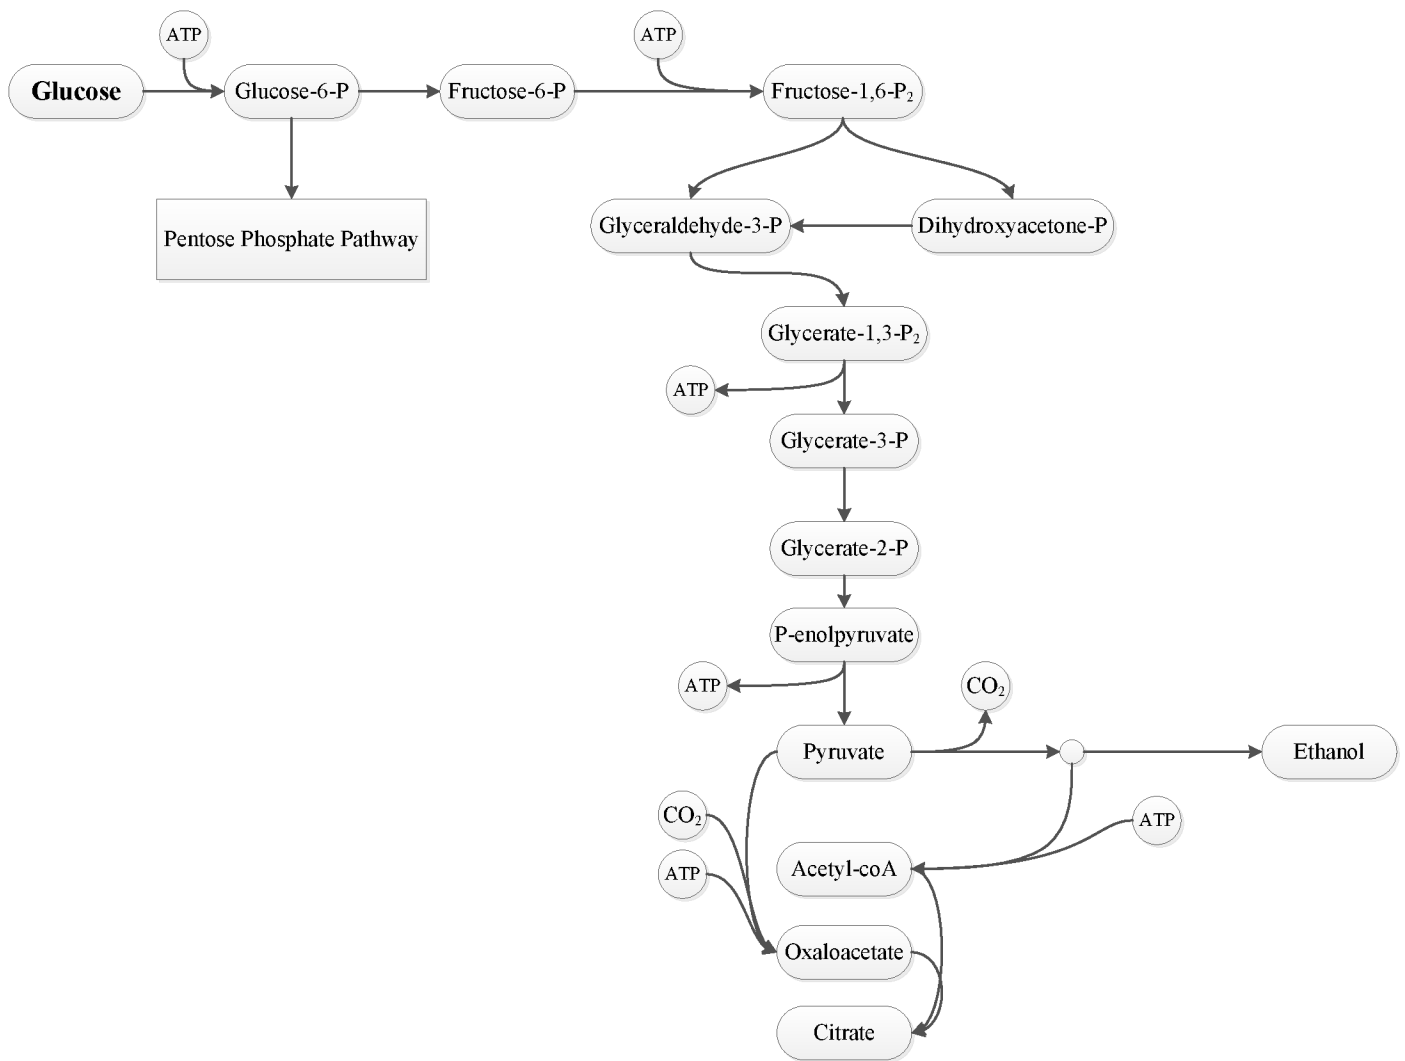 ATP
ATP
Glucose
Glucose-6-P
Fructose-6-P
Fructose-1,6-P₂
Pentose Phosphate Pathway
Glyceraldehyde-3-P
Dihydroxyacetone-P
Glycerate-1,3-P₂
ATP
Glycerate-3-P
Glycerate-2-P
P-enolpyruvate
ATP
CO₂
Pyruvate
Ethanol
CO₂
ATP
Acetyl-coA
ATP
Oxaloacetate
Citrate